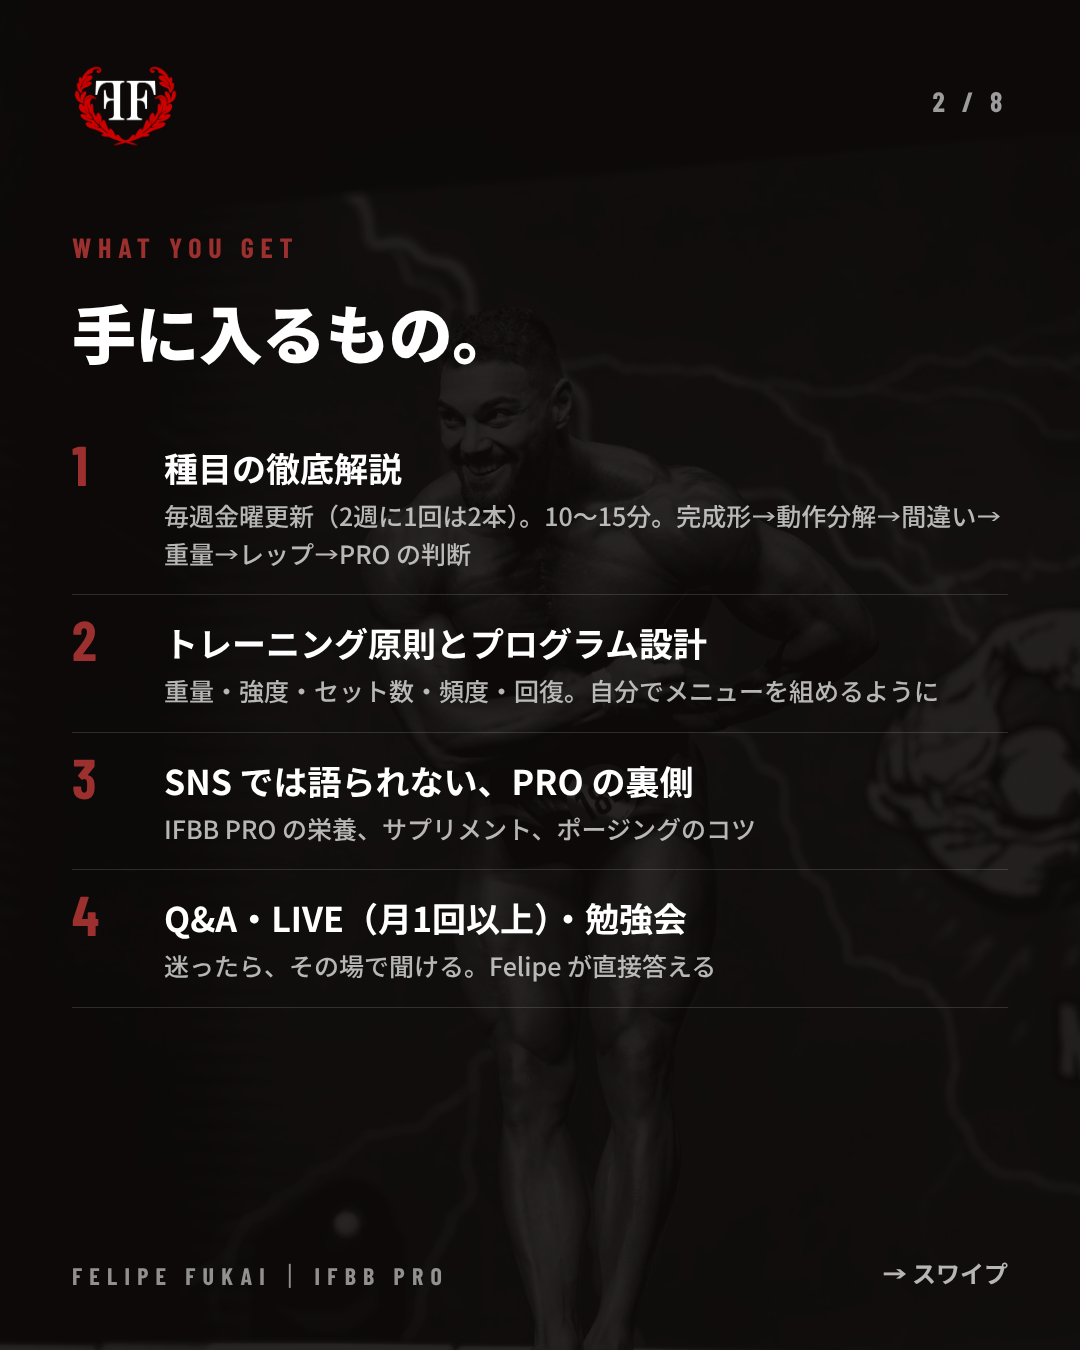 FF
2 / 8
WHAT YOU GET
手に入るもの。
1
種目の徹底解説
毎週金曜更新（2週に1回は2本）。10〜15分。完成形→動作分解→間違い→
重量→レップ→PRO の判断
2
トレーニング原則とプログラム設計
重量・強度・セット数・頻度・回復。自分でメニューを組めるように
3
SNS では語られない、PRO の裏側
IFBB PRO の栄養、サプリメント、ポージングのコツ
4
Q&A・LIVE（月1回以上）・勉強会
迷ったら、その場で聞ける。Felipe が直接答える
FELIPE FUKAI | IFBB PRO
→ スワイプ